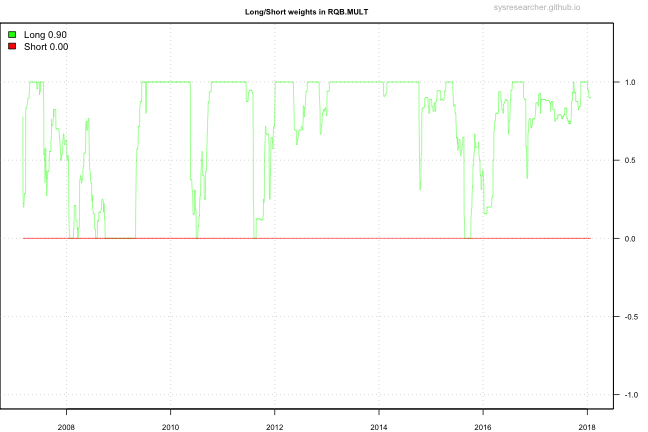 Long/Short weights in RQB.MULT
sysresearcher.github.io
Long 0.90
Short 0.00
1.0
0.5
0.0
-0.5
-1.0
2008 2010 2012 2014 2016 2018